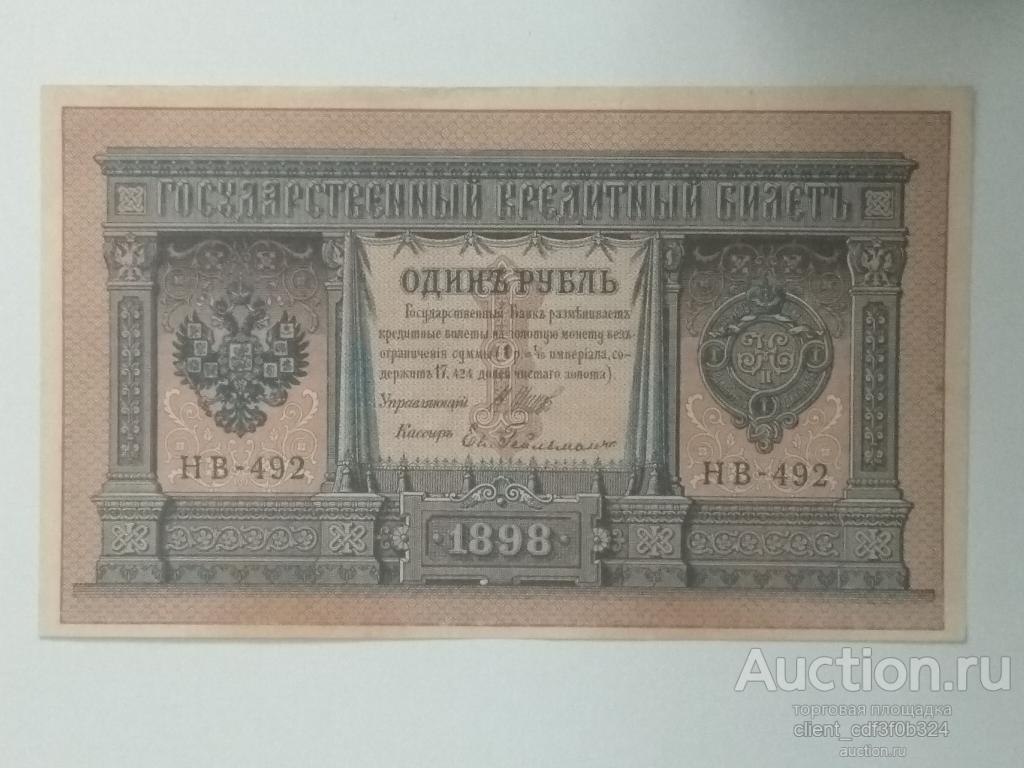 ГОСУДАРСТВЕННЫЙ КРЕДИТНЫЙ БИЛЕТЪ
ОДИНЪ РУБЛЬ
Государственный Банкъ размѣниваетъ
кредитные билеты на золотую монету безъ
ограниченія суммы (1 р. = 1/15 имперіала, со-
держитъ 17,424 долей чистаго золота).
Управляющій
Кассиръ Ев. Гейльманъ
НВ-492
НВ-492
1898
Auction.ru
торговая площадка
client_cdf3f0b324
auction.ru